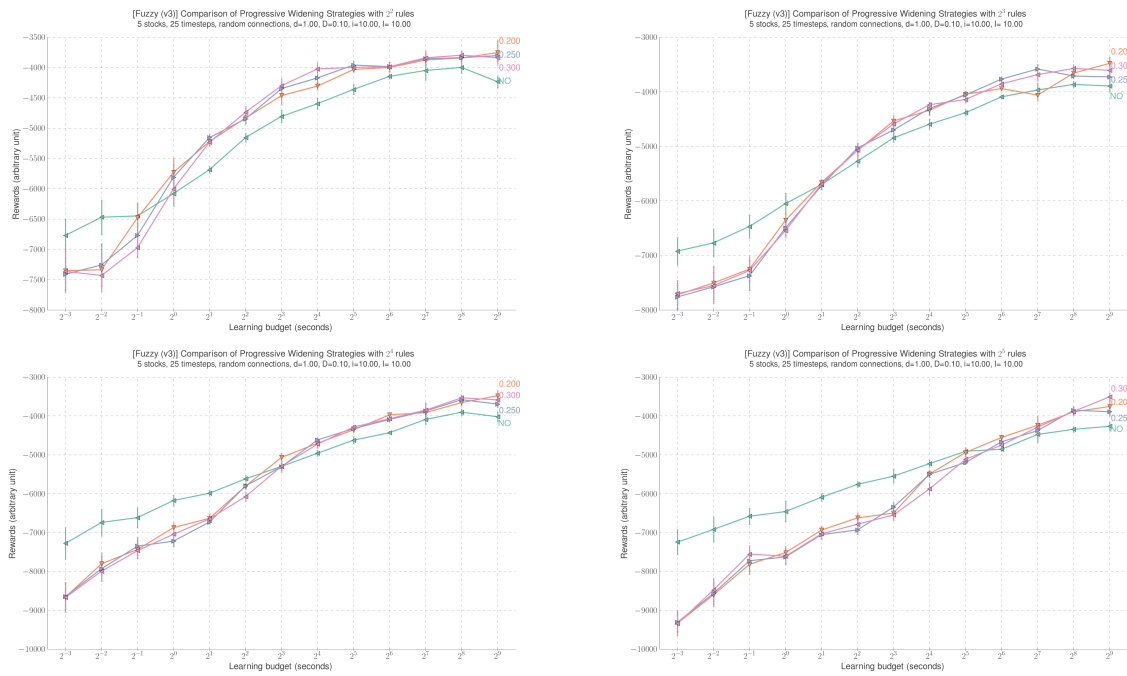 [Fuzzy (v3)] Comparison of Progressive Widening Strategies with 2^2 rules
5 stocks, 25 timesteps, random connections, d=1.00, D=0.10, i=10.00, I= 10.00
Rewards (arbitrary unit)
−3500
−4000
−4500
−5000
−5500
−6000
−6500
−7000
−7500
−8000
0.200
0.250
0.300
NO
2^−3 2^−2 2^−1 2^0 2^1 2^2 2^3 2^4 2^5 2^6 2^7 2^8 2^9
Learning budget (seconds)
[Fuzzy (v3)] Comparison of Progressive Widening Strategies with 2^3 rules
5 stocks, 25 timesteps, random connections, d=1.00, D=0.10, i=10.00, I= 10.00
Rewards (arbitrary unit)
−3000
−4000
−5000
−6000
−7000
−8000
0.20
0.30
0.25
NO
2^−3 2^−2 2^−1 2^0 2^1 2^2 2^3 2^4 2^5 2^6 2^7 2^8 2^9
Learning budget (seconds)
[Fuzzy (v3)] Comparison of Progressive Widening Strategies with 2^4 rules
5 stocks, 25 timesteps, random connections, d=1.00, D=0.10, i=10.00, I= 10.00
Rewards (arbitrary unit)
−3000
−4000
−5000
−6000
−7000
−8000
−9000
−10000
0.200
0.300
0.250
NO
2^−3 2^−2 2^−1 2^0 2^1 2^2 2^3 2^4 2^5 2^6 2^7 2^8 2^9
Learning budget (seconds)
[Fuzzy (v3)] Comparison of Progressive Widening Strategies with 2^5 rules
5 stocks, 25 timesteps, random connections, d=1.00, D=0.10, i=10.00, I= 10.00
Rewards (arbitrary unit)
−3000
−4000
−5000
−6000
−7000
−8000
−9000
−10000
0.30
0.20
0.25
NO
2^−3 2^−2 2^−1 2^0 2^1 2^2 2^3 2^4 2^5 2^6 2^7 2^8 2^9
Learning budget (seconds)